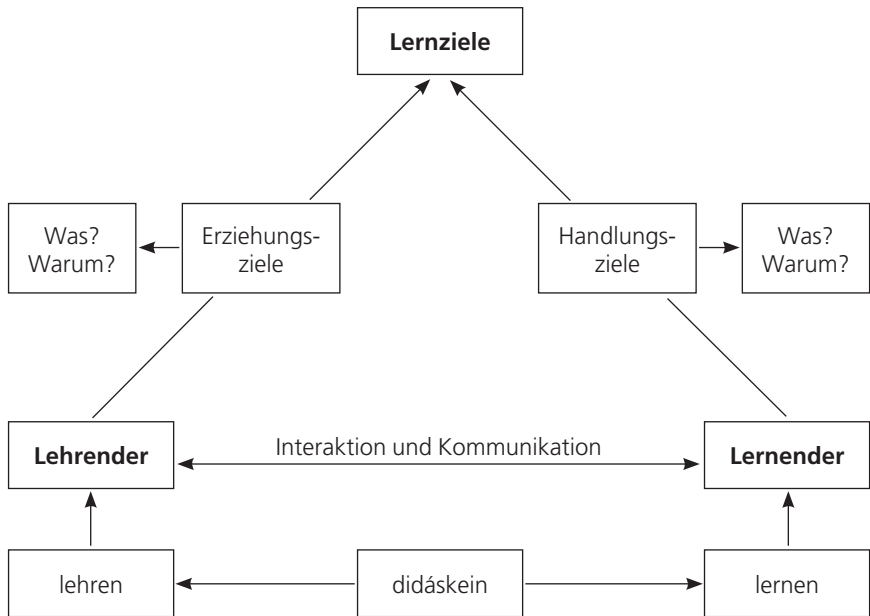 Lernziele
Was?
Warum?
Erziehungs-
ziele
Handlungs-
ziele
Was?
Warum?
Lehrender
Interaktion und Kommunikation
Lernender
lehren
didáskein
lernen